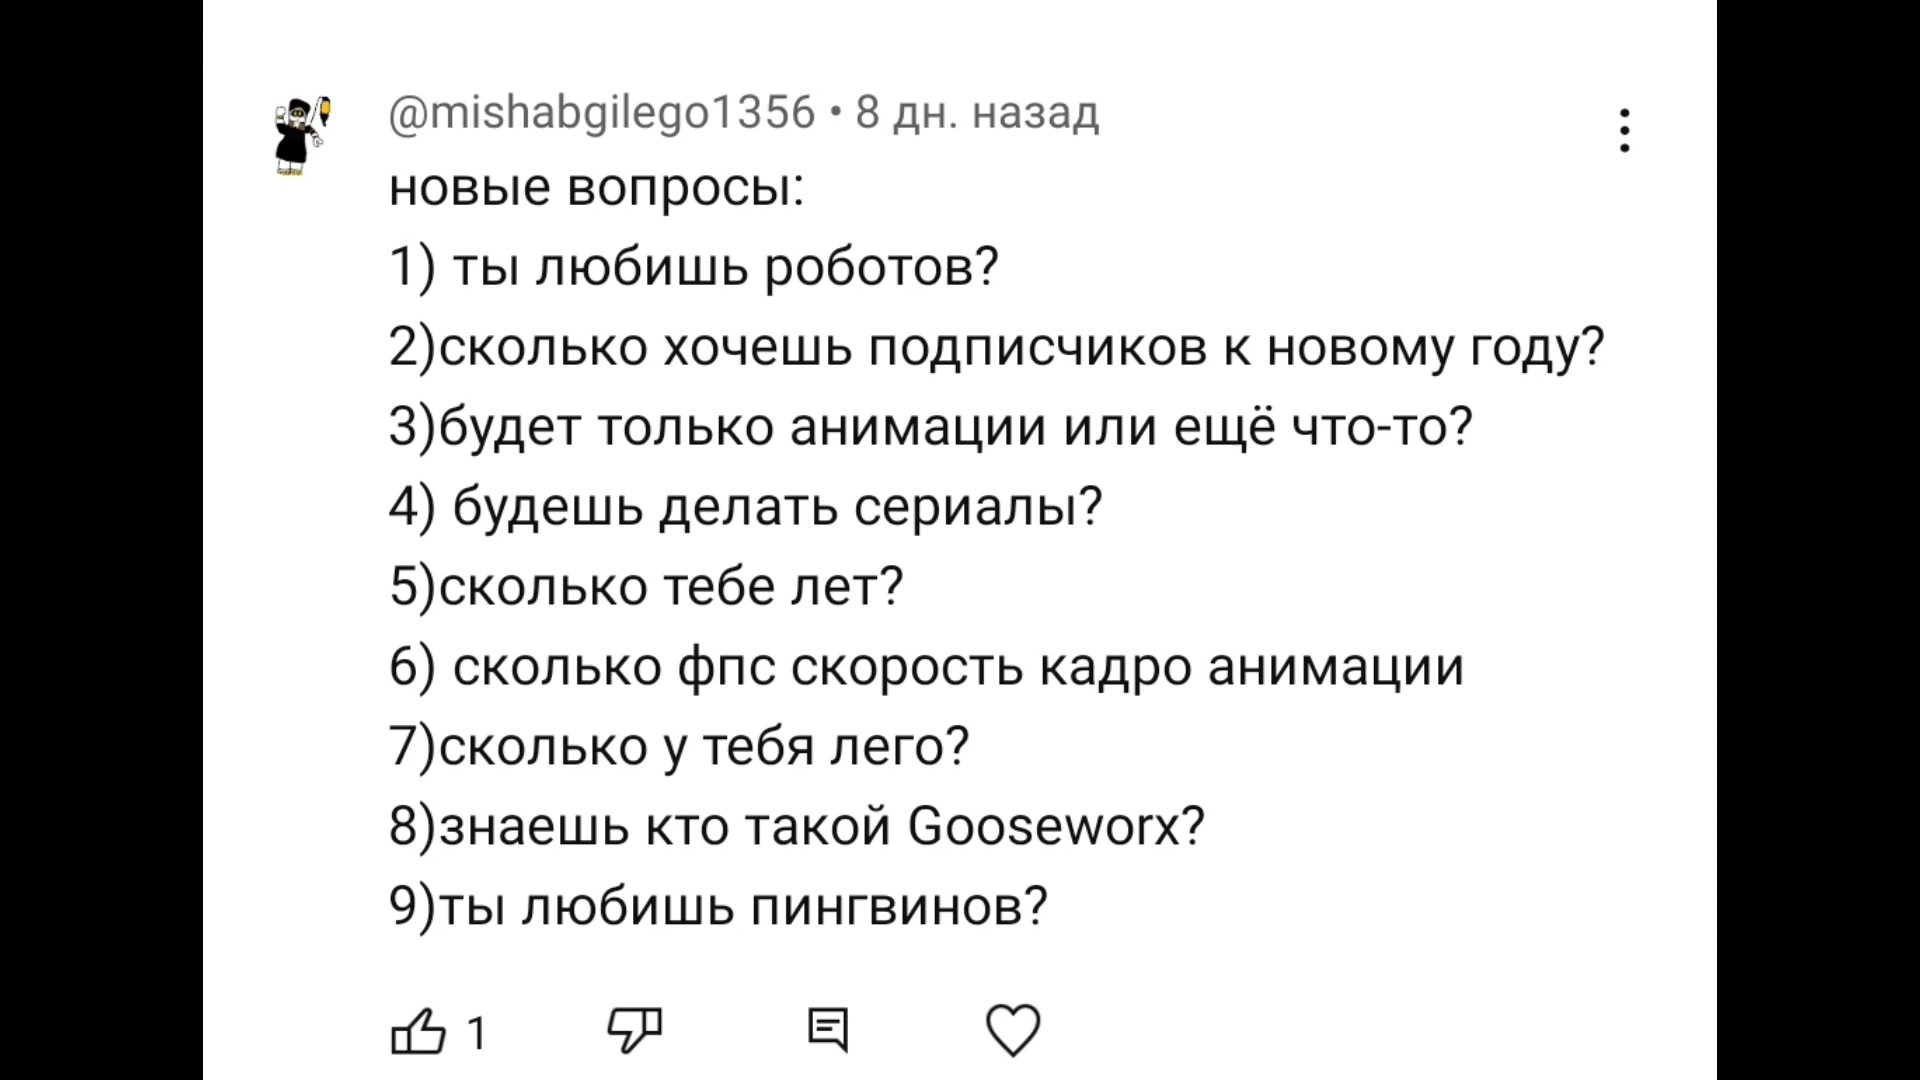 @mishabgilego1356 • 8 дн. назад
новые вопросы:
1) ты любишь роботов?
2)сколько хочешь подписчиков к новому году?
3)будет только анимации или ещё что-то?
4) будешь делать сериалы?
5)сколько тебе лет?
6) сколько фпс скорость кадро анимации
7)сколько у тебя лего?
8)знаешь кто такой Gooseworx?
9)ты любишь пингвинов?
1